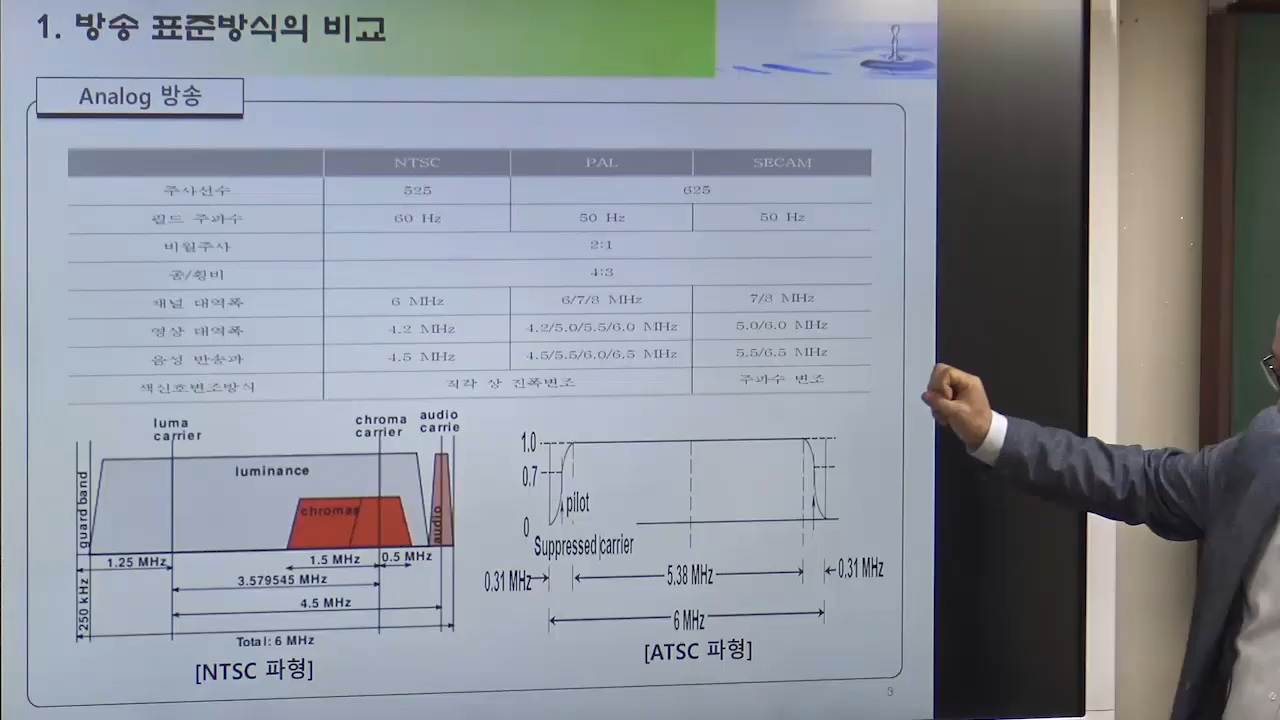 1. 방송 표준방식의 비교
Analog 방송
NTSC PAL SECAM
주사선수 525 625
필드 주파수 60 Hz 50 Hz 50 Hz
비월주사 2:1
종/횡비 4:3
채널 대역폭 6 MHz 6/7/8 MHz 7/8 MHz
영상 대역폭 4.2 MHz 4.2/5.0/5.5/6.0 MHz 5.0/6.0 MHz
음성 반송파 4.5 MHz 4.5/5.5/6.0/6.5 MHz 5.5/6.5 MHz
색신호변조방식 직각 상 진폭변조 주파수 변조
luma
carrier
chroma
carrier
audio
carrie
guard band
luminance
chromas
audio
250 kHz
1.25 MHz
1.5 MHz
0.5 MHz
3.579545 MHz
4.5 MHz
Total: 6 MHz
[NTSC 파형]
1.0
0.7
0
pilot
Suppressed carrier
0.31 MHz
5.38 MHz
0.31 MHz
6 MHz
[ATSC 파형]
3